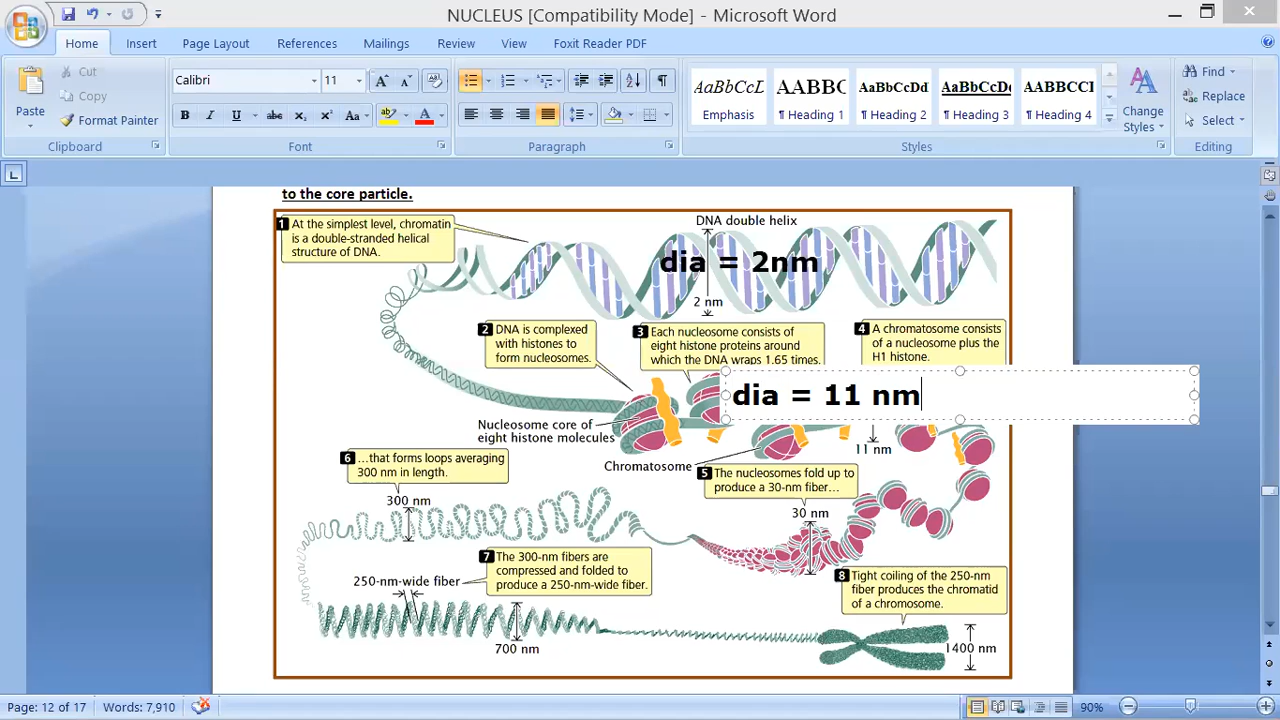 NUCLEUS [Compatibility Mode] - Microsoft Word
Home Insert Page Layout References Mailings Review View Foxit Reader PDF
Paste
Cut
Copy
Format Painter
Clipboard
Calibri 11
Font
Paragraph
AaBbCcL AABBC AaBbCcDd AaBbCcDc AABBCCI
Emphasis ¶ Heading 1 ¶ Heading 2 ¶ Heading 3 ¶ Heading 4
Change Styles
Styles
Find
Replace
Select
Editing
to the core particle.
1 At the simplest level, chromatin
is a double-stranded helical
structure of DNA.
DNA double helix
dia = 2nm
2 nm
2 DNA is complexed
with histones to
form nucleosomes.
3 Each nucleosome consists of
eight histone proteins around
which the DNA wraps 1.65 times.
4 A chromatosome consists
of a nucleosome plus the
H1 histone.
dia = 11 nm
Nucleosome core of
eight histone molecules
Chromatosome
11 nm
6 …that forms loops averaging
300 nm in length.
300 nm
5 The nucleosomes fold up to
produce a 30-nm fiber…
30 nm
7 The 300-nm fibers are
compressed and folded to
produce a 250-nm-wide fiber.
250-nm-wide fiber
8 Tight coiling of the 250-nm
fiber produces the chromatid
of a chromosome.
700 nm
1400 nm
Page: 12 of 17 Words: 7,910 90%